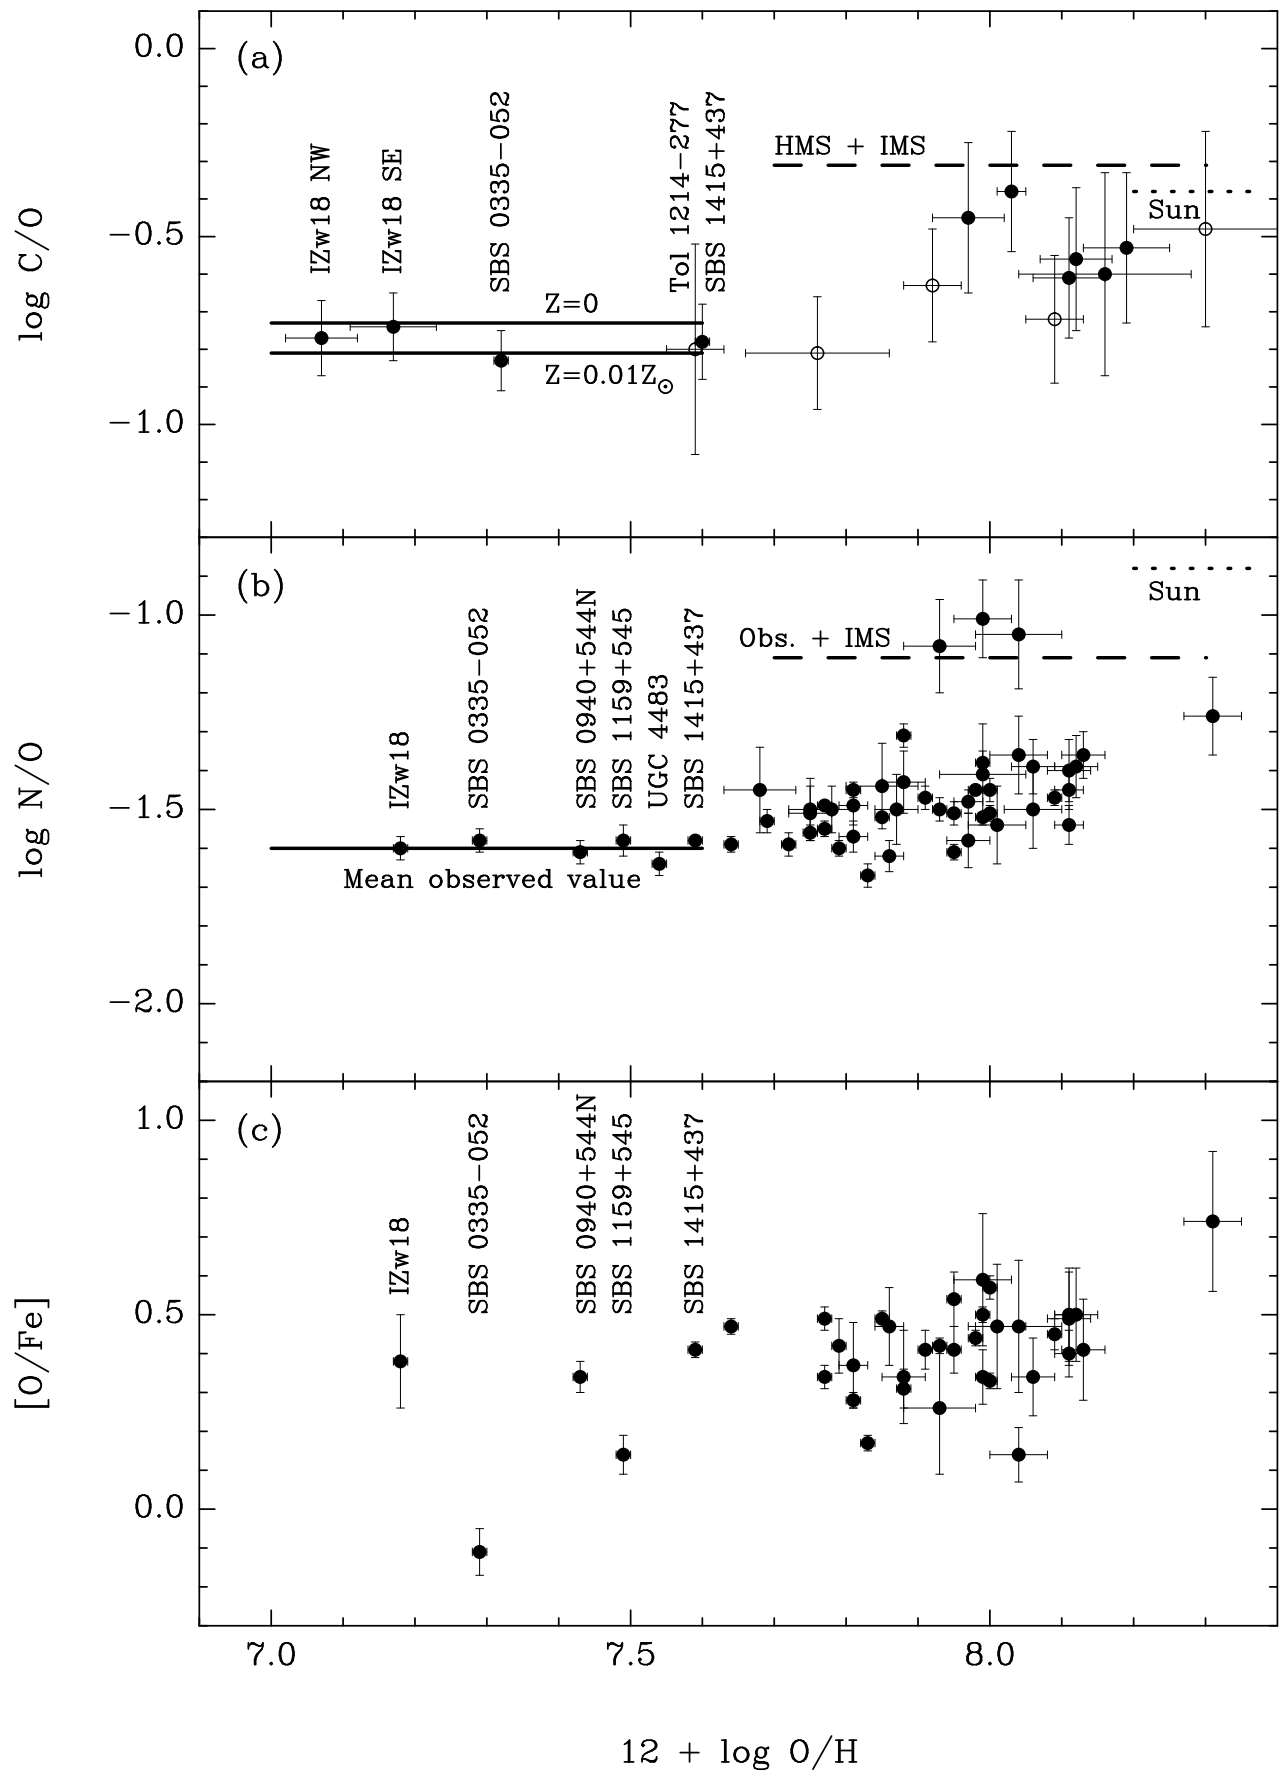 (a)
0.0
−0.5
−1.0
log C/O
IZw18 NW
IZw18 SE
SBS 0335−052
Tol 1214−277
SBS 1415+437
HMS + IMS
Sun
Z=0
Z=0.01Z⊙
(b)
−1.0
−1.5
−2.0
log N/O
IZw18
SBS 0335−052
SBS 0940+544N
SBS 1159+545
UGC 4483
SBS 1415+437
Obs. + IMS
Sun
Mean observed value
(c)
1.0
0.5
0.0
[O/Fe]
IZw18
SBS 0335−052
SBS 0940+544N
SBS 1159+545
SBS 1415+437
7.0 7.5 8.0
12 + log O/H